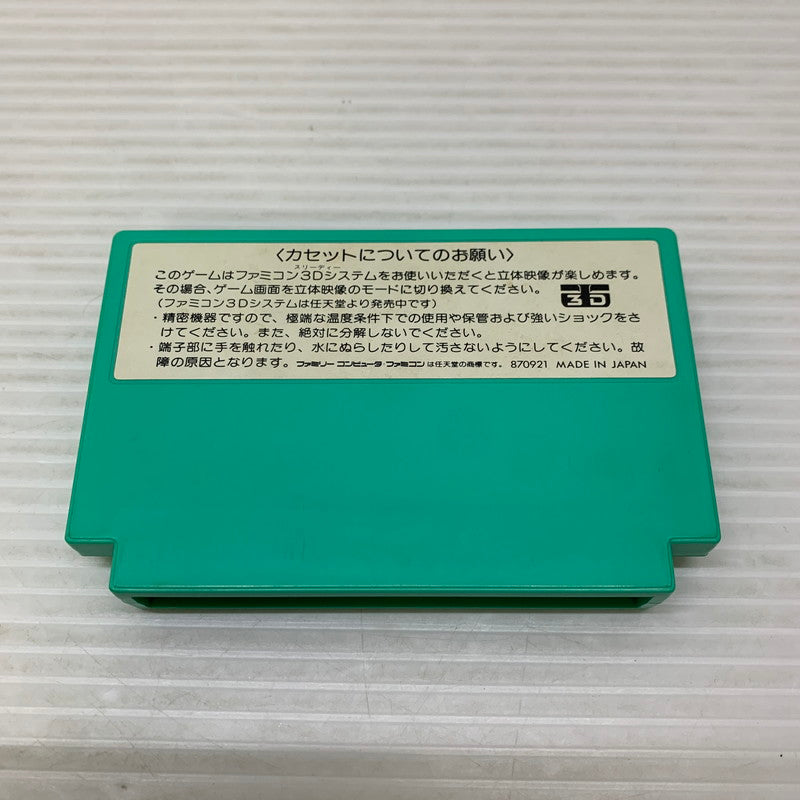 〈カセットについてのお願い〉
スリーディー
このゲームはファミコン3Dシステムをお使いいただくと立体映像が楽しめます。
その場合、ゲーム画面を立体映像のモードに切り換えてください。
(ファミコン3Dシステムは任天堂より発売中です)
3D
・精密機器ですので、極端な温度条件下での使用や保管および強いショックをさ
けてください。また、絶対に分解しないでください。
・端子部に手を触れたり、水にぬらしたりして汚さないようにしてください。故
障の原因となります。ファミリーコンピュータ・ファミコンは任天堂の商標です。 870921 MADE IN JAPAN